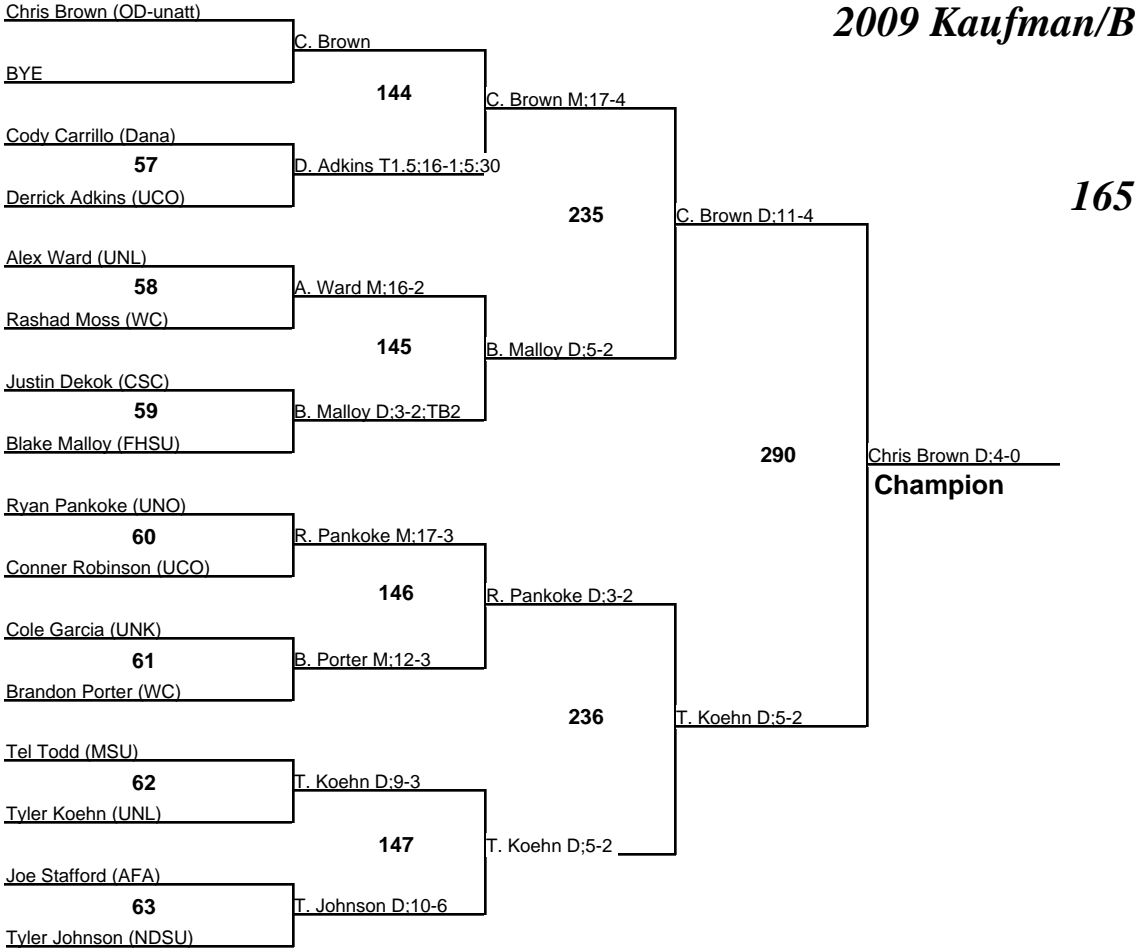 2009 Kaufman/B
165
Chris Brown (OD-unatt)
C. Brown
BYE
144
C. Brown M;17-4
Cody Carrillo (Dana)
57
D. Adkins T1.5;16-1;5:30
Derrick Adkins (UCO)
235
C. Brown D;11-4
Alex Ward (UNL)
58
A. Ward M;16-2
Rashad Moss (WC)
145
B. Malloy D;5-2
Justin Dekok (CSC)
59
B. Malloy D;3-2;TB2
Blake Malloy (FHSU)
290
Chris Brown D;4-0
Champion
Ryan Pankoke (UNO)
60
R. Pankoke M;17-3
Conner Robinson (UCO)
146
R. Pankoke D;3-2
Cole Garcia (UNK)
61
B. Porter M;12-3
Brandon Porter (WC)
236
T. Koehn D;5-2
Tel Todd (MSU)
62
T. Koehn D;9-3
Tyler Koehn (UNL)
147
T. Koehn D;5-2
Joe Stafford (AFA)
63
T. Johnson D;10-6
Tyler Johnson (NDSU)